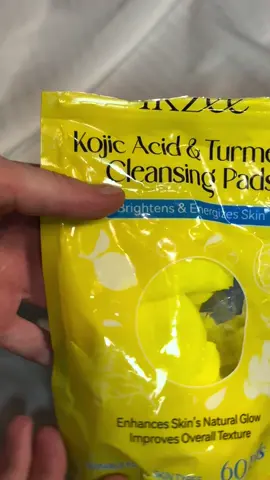 Kojic Acid & Turme
Cleansing Pads
Brightens & Energizes Skin
Enhances Skin's Natural Glow
Improves Overall Texture
60